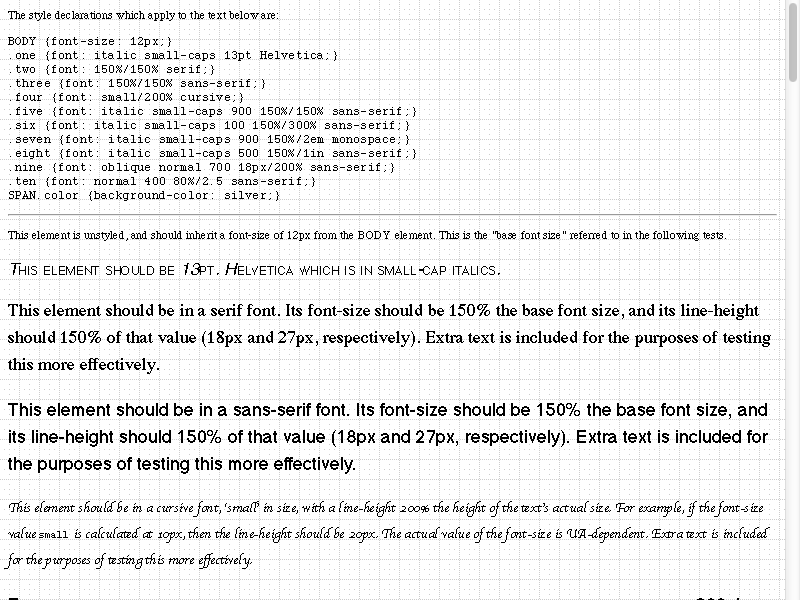 The style declarations which apply to the text below are:
BODY {font-size: 12px;}
.one {font: italic small-caps 13pt Helvetica;}
.two {font: 150%/150% serif;}
.three {font: 150%/150% sans-serif;}
.four {font: small/200% cursive;}
.five {font: italic small-caps 900 150%/150% sans-serif;}
.six {font: italic small-caps 100 150%/300% sans-serif;}
.seven {font: italic small-caps 900 150%/2em monospace;}
.eight {font: italic small-caps 500 150%/1in sans-serif;}
.nine {font: oblique normal 700 18px/200% sans-serif;}
.ten {font: normal 400 80%/2.5 sans-serif;}
SPAN.color {background-color: silver;}
This element is unstyled, and should inherit a font-size of 12px from the BODY element. This is the "base font size" referred to in the following tests.
This element should be 13pt. Helvetica which is in small-cap italics.
This element should be in a serif font. Its font-size should be 150% the base font size, and its line-height
should 150% of that value (18px and 27px, respectively). Extra text is included for the purposes of testing
this more effectively.
This element should be in a sans-serif font. Its font-size should be 150% the base font size, and
its line-height should 150% of that value (18px and 27px, respectively). Extra text is included for
the purposes of testing this more effectively.
This element should be in a cursive font, 'small' in size, with a line-height 200% the height of the text's actual size. For example, if the font-size
value small is calculated at 10px, then the line-height should be 20px. The actual value of the font-size is UA-dependent. Extra text is included
for the purposes of testing this more effectively.